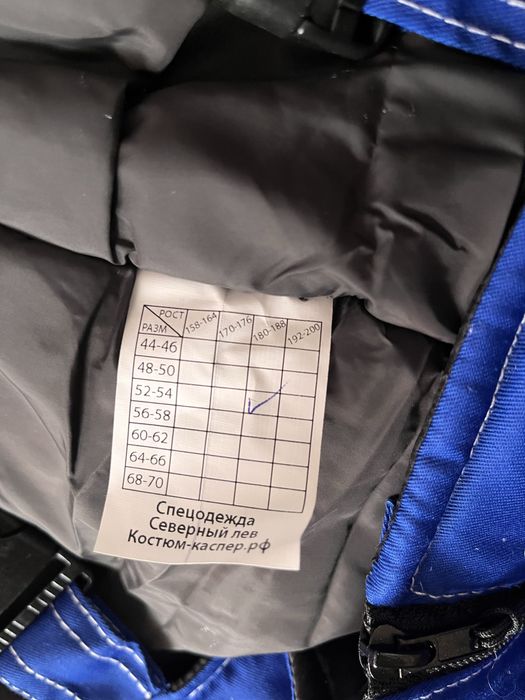 РОСТ 158-164 170-176 180-188 192-200
РАЗМ
44-46
48-50
52-54
56-58
60-62
64-66
68-70
Спецодежда
Северный лев
Костюм-каспер.рф